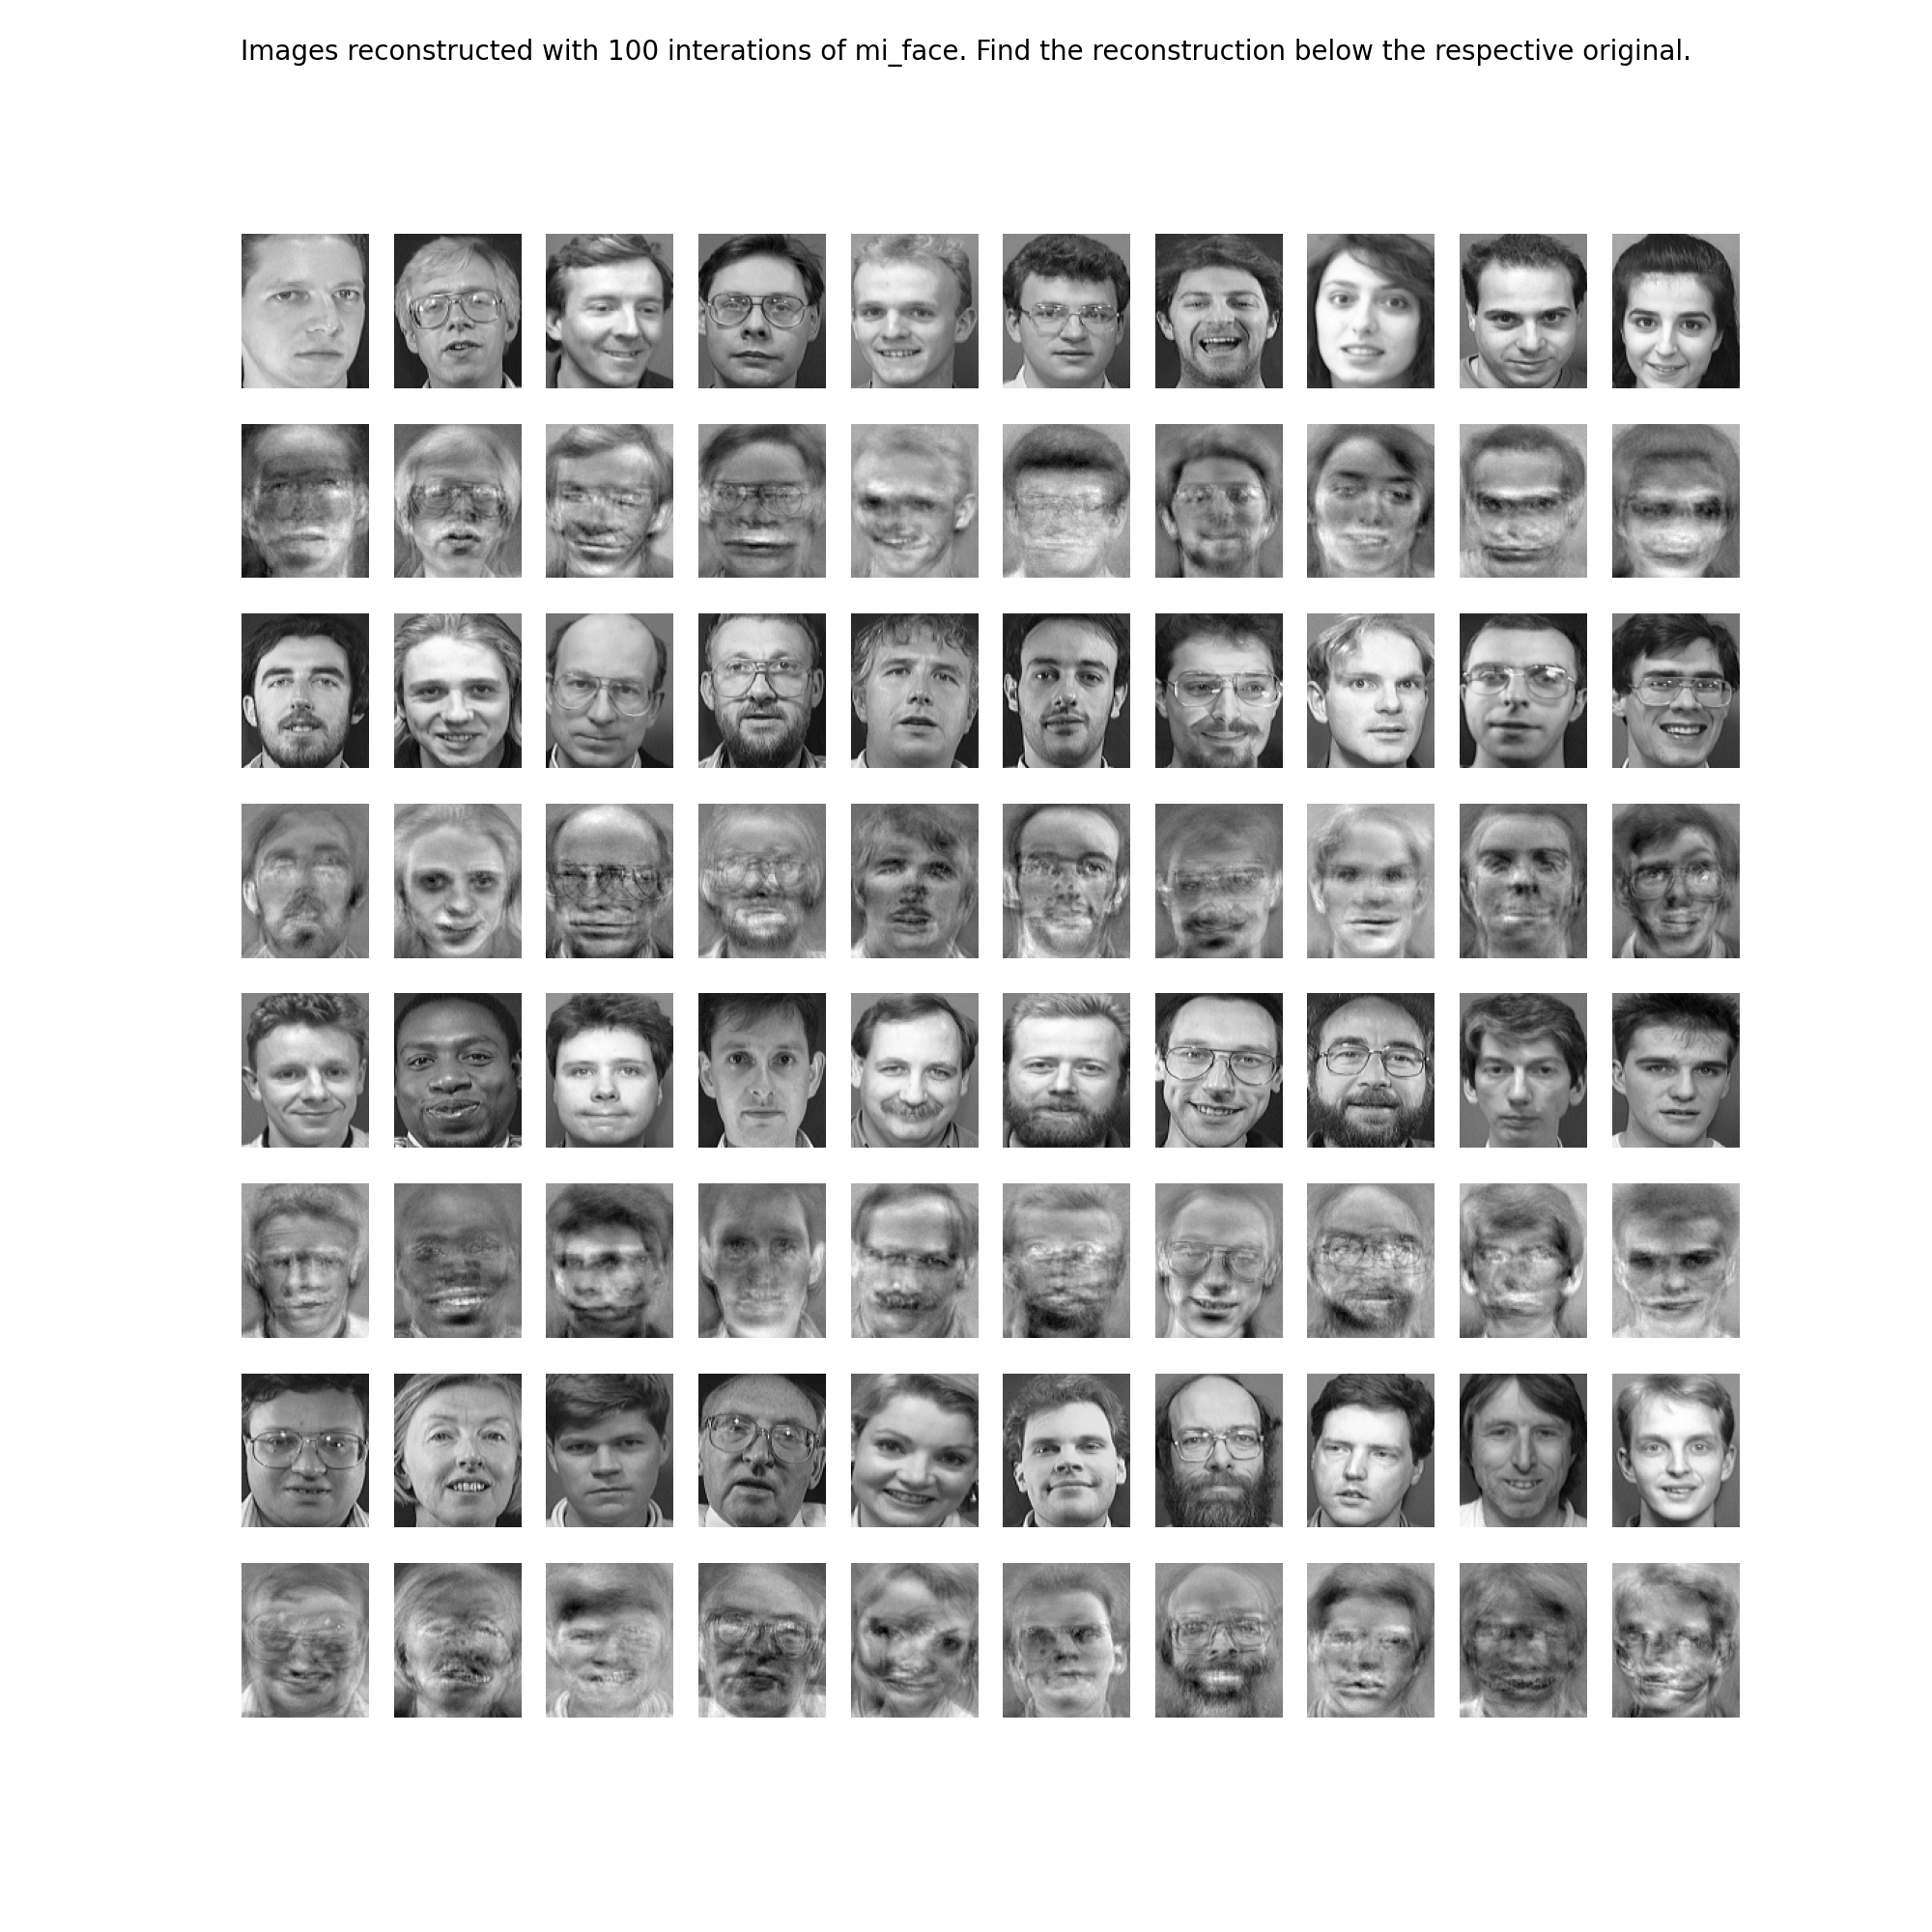 Images reconstructed with 100 interations of mi_face. Find the reconstruction below the respective original.